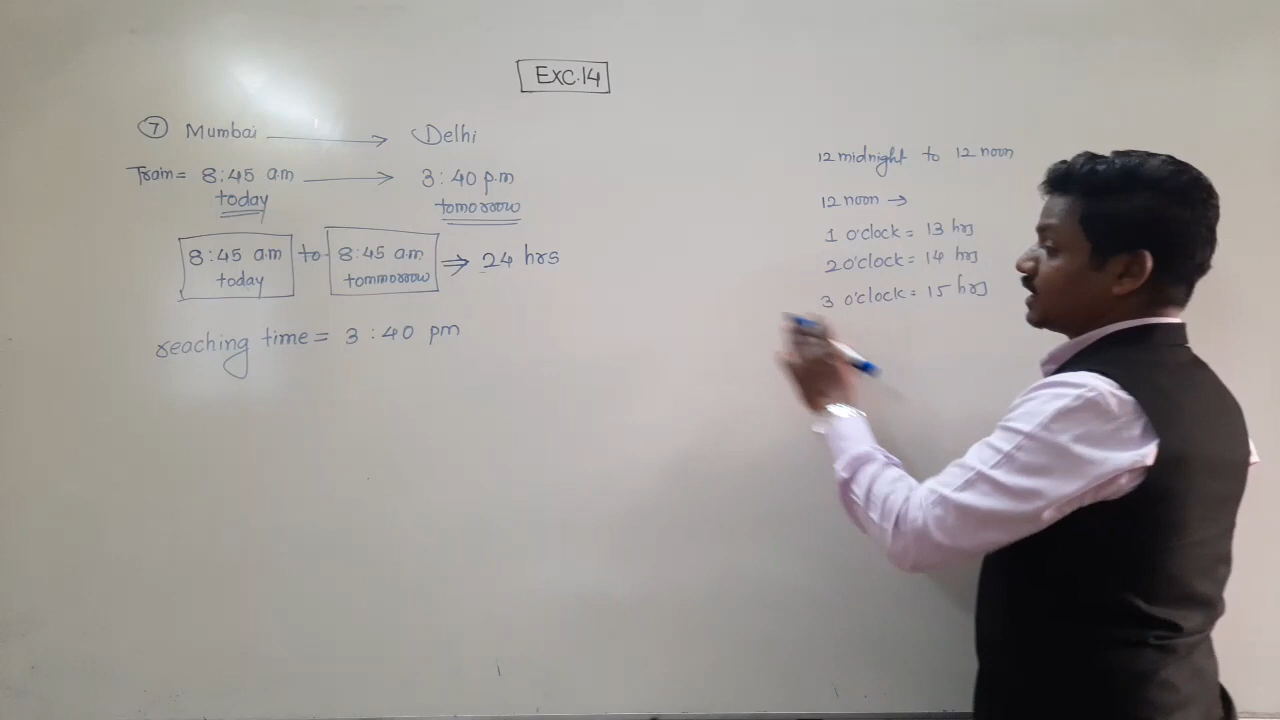 Exc.14
7 Mumbai → Delhi
Train = 8:45 am → 3:40 p.m
today tomorrow
8:45 am to 8:45 am ⇒ 24 hrs
today tommorrow
reaching time = 3:40 pm
12 midnight to 12 noon
12 noon →
1 o'clock = 13 hrs
2 o'clock = 14 hrs
3 o'clock = 15 hrs